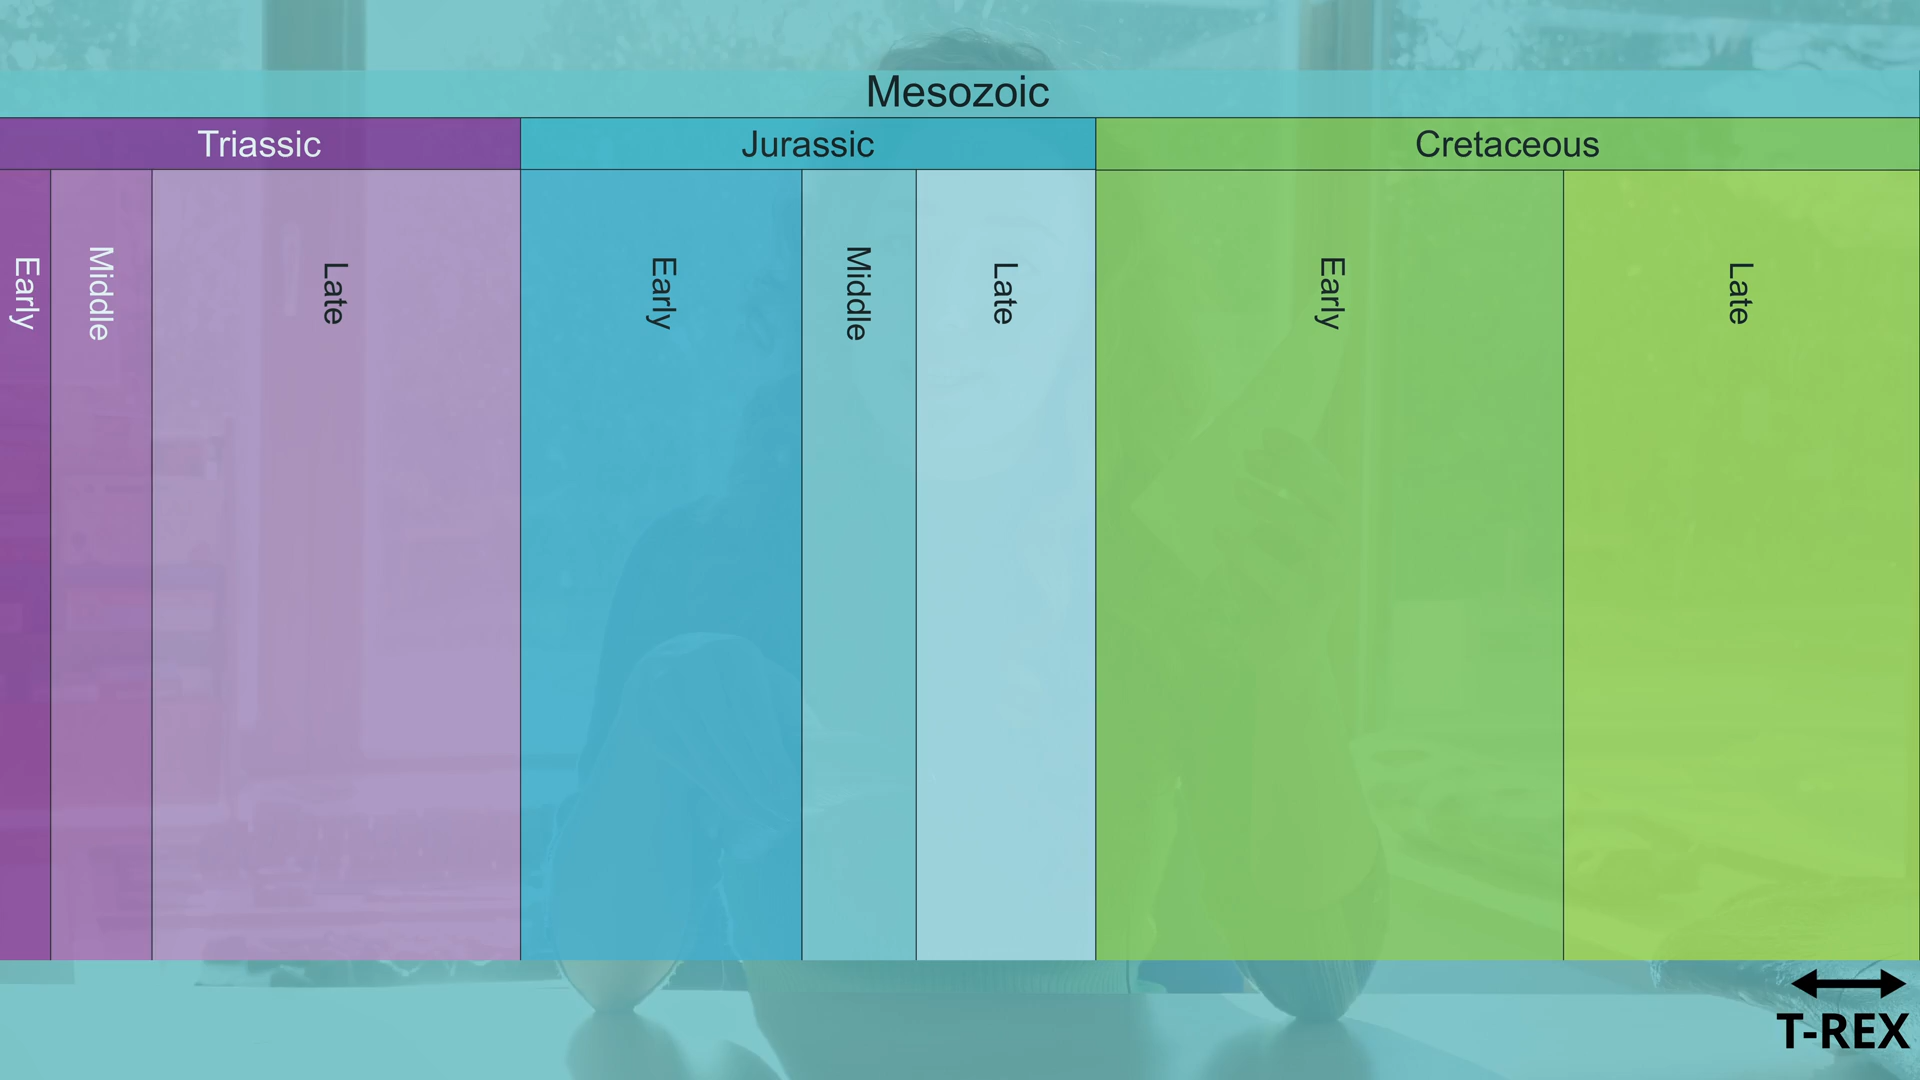 Mesozoic
Triassic
Jurassic
Cretaceous
Early
Middle
Late
Early
Middle
Late
Early
Late
T-REX